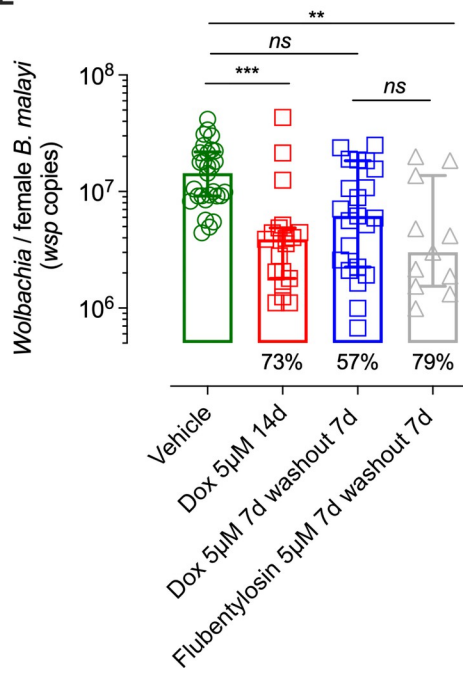 **
ns
***
ns
Wolbachia / female B. malayi
(wsp copies)
10⁸
10⁷
10⁶
73%
57%
79%
Vehicle
Dox 5µM 14d
Dox 5µM 7d washout 7d
Flubentylosin 5µM 7d washout 7d